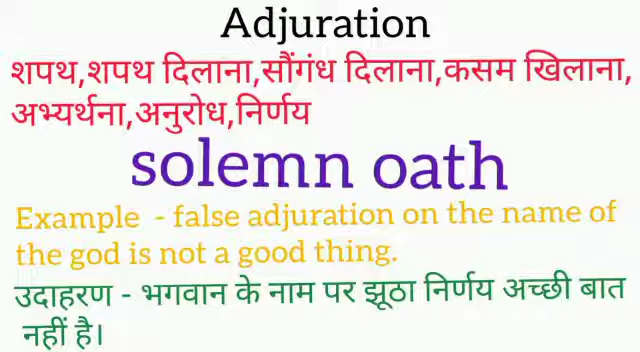 Adjuration
शपथ,शपथ दिलाना,सौंगंध दिलाना,कसम खिलाना,
अभ्यर्थना,अनुरोध,निर्णय
solemn oath
Example - false adjuration on the name of
the god is not a good thing.
उदाहरण - भगवान के नाम पर झूठा निर्णय अच्छी बात
नहीं है।